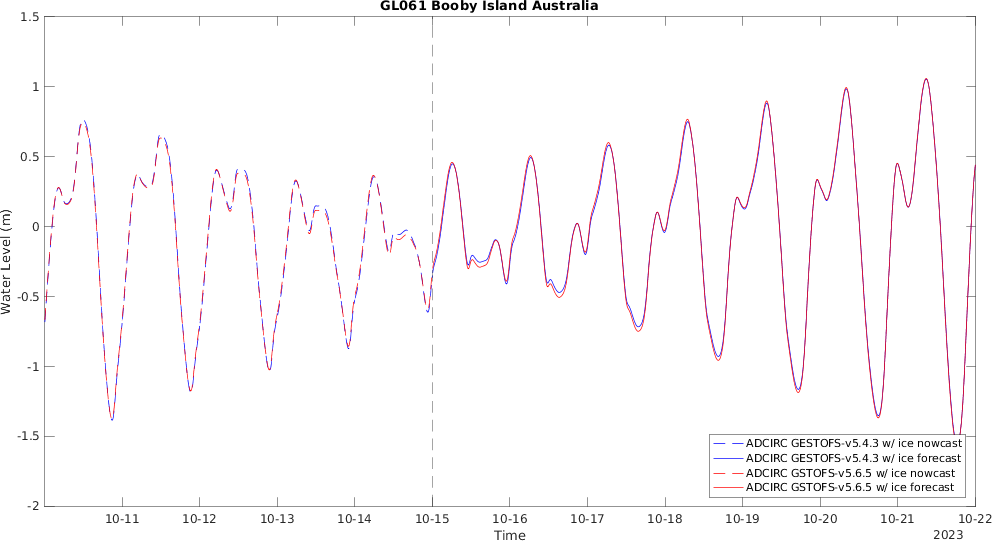 GL061 Booby Island Australia
Water Level (m)
1.5
1
0.5
0
-0.5
-1
-1.5
-2
ADCIRC GESTOFS-v5.4.3 w/ ice nowcast
ADCIRC GESTOFS-v5.4.3 w/ ice forecast
ADCIRC GSTOFS-v5.6.5 w/ ice nowcast
ADCIRC GSTOFS-v5.6.5 w/ ice forecast
10-11 10-12 10-13 10-14 10-15 10-16 10-17 10-18 10-19 10-20 10-21 10-22
Time
2023